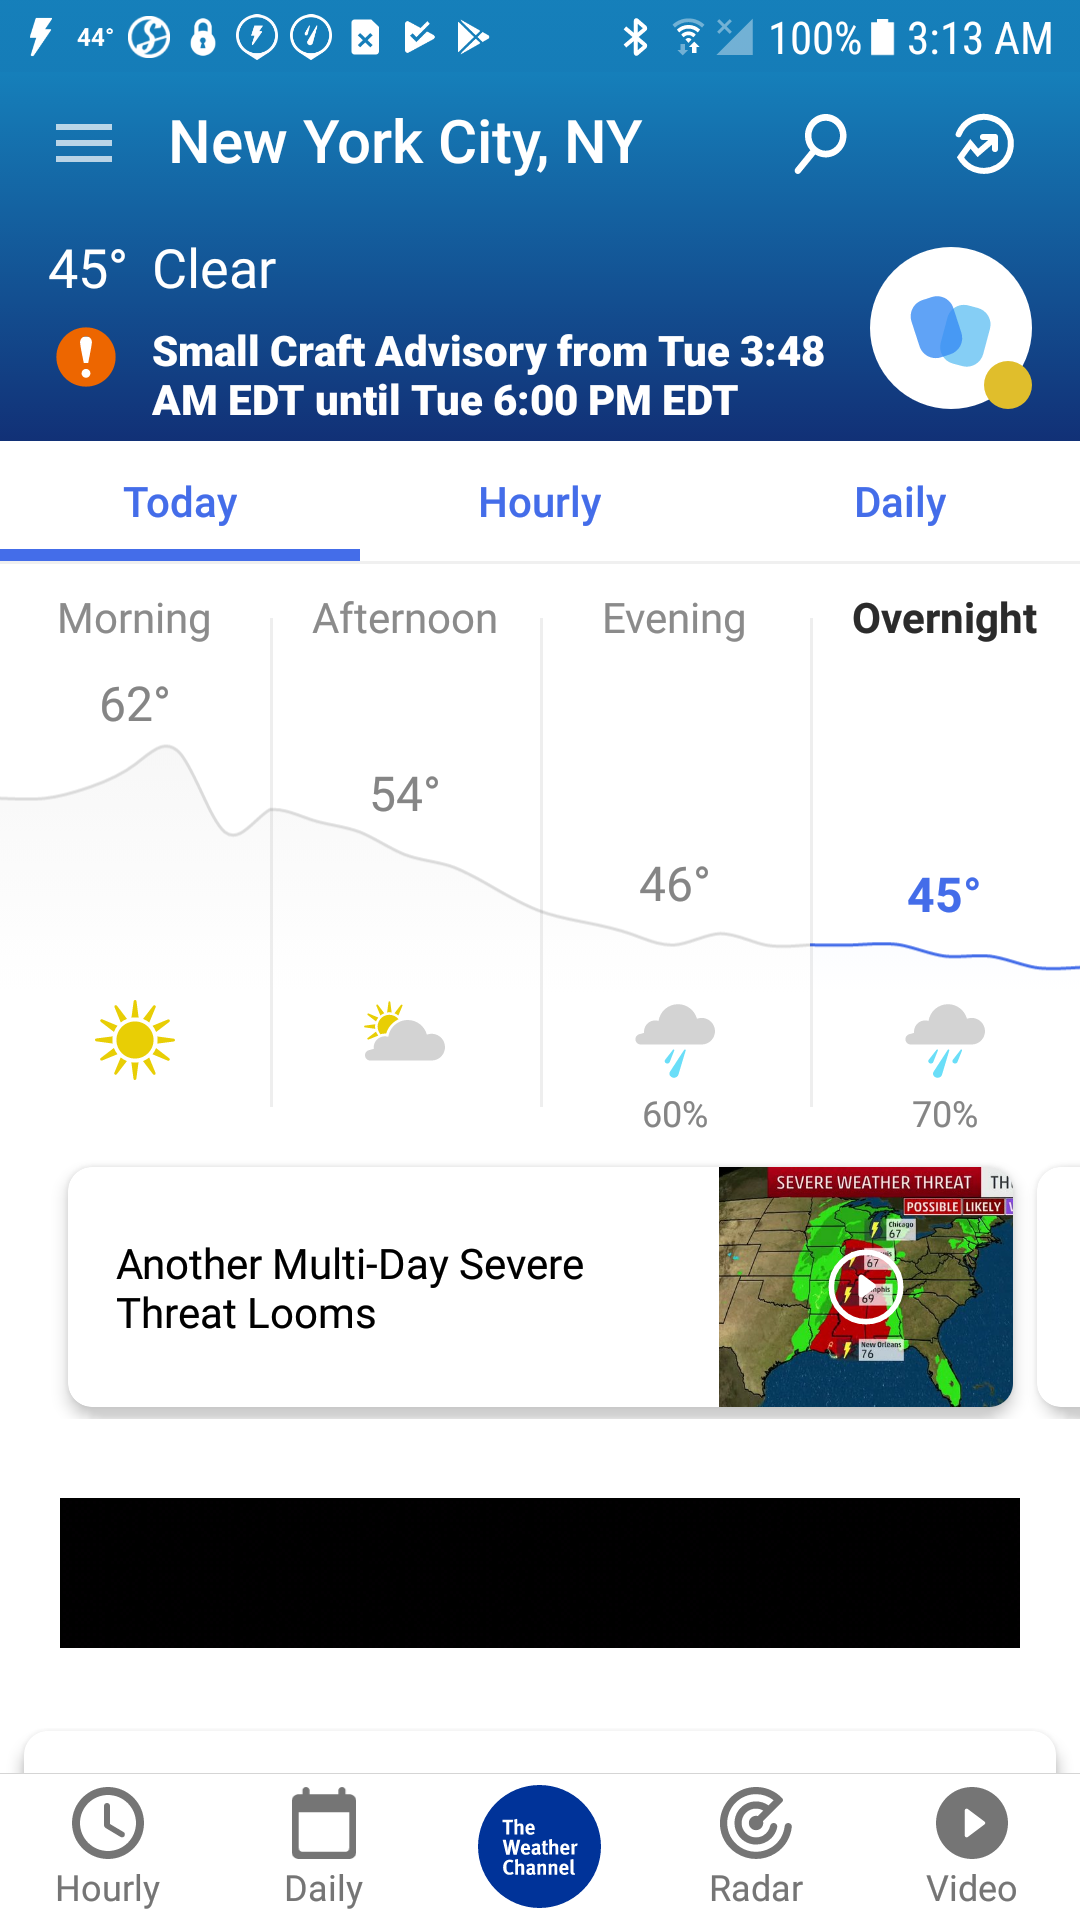 44°
100%
3:13 AM
New York City, NY
45° Clear
Small Craft Advisory from Tue 3:48
AM EDT until Tue 6:00 PM EDT
Today
Hourly
Daily
Morning
Afternoon
Evening
Overnight
62°
54°
46°
45°
60%
70%
Another Multi-Day Severe
Threat Looms
SEVERE WEATHER THREAT
POSSIBLE LIKELY
Chicago
67
67
69
New Orleans
76
Hourly
Daily
The
Weather
Channel
Radar
Video